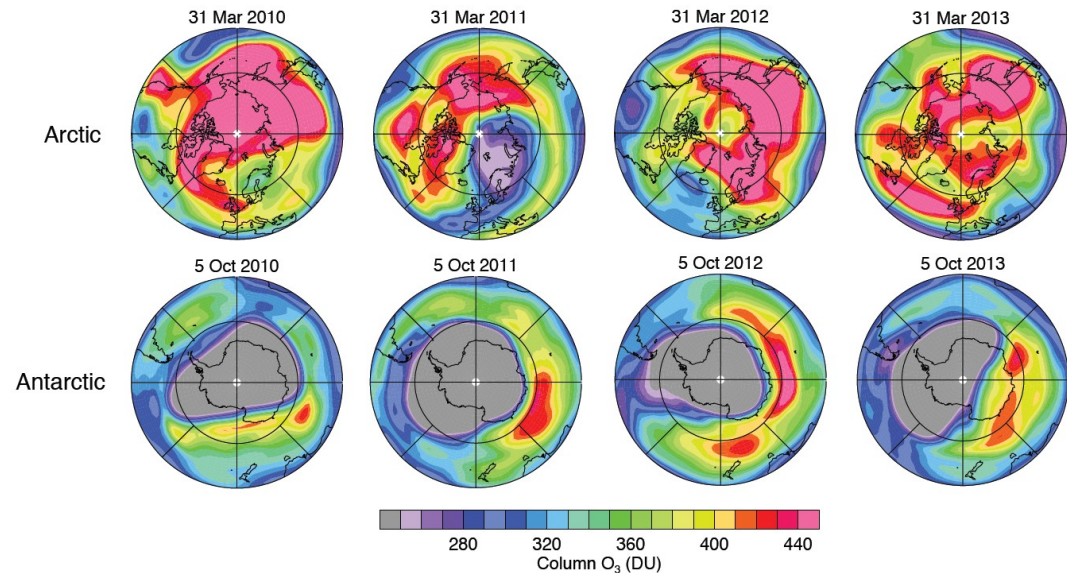 31 Mar 2010 31 Mar 2011 31 Mar 2012 31 Mar 2013
Arctic
5 Oct 2010 5 Oct 2011 5 Oct 2012 5 Oct 2013
Antarctic
280 320 360 400 440
Column O₃ (DU)